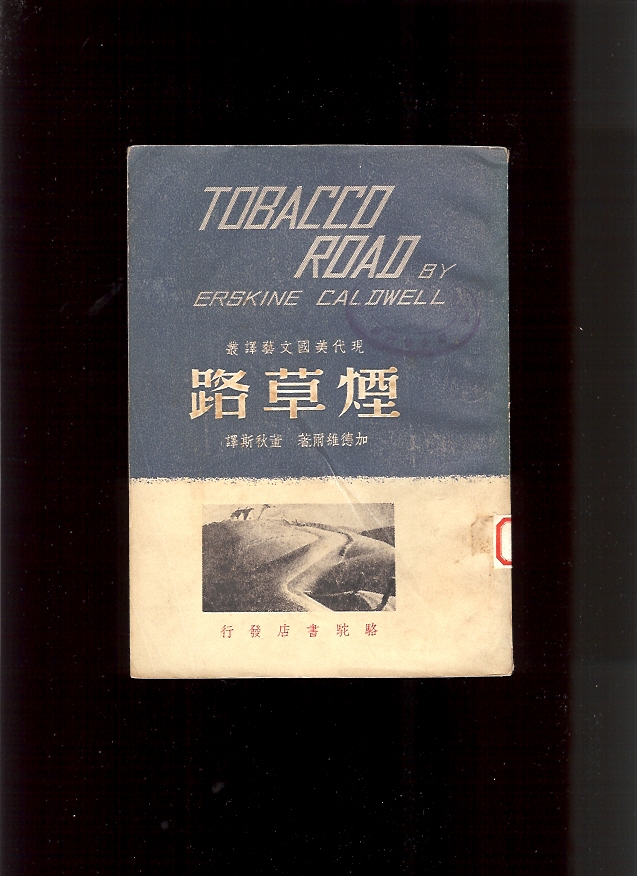 TOBACCO
ROAD BY
ERSKINE CALDWELL
現代美國文藝譯叢
煙草路
加德維爾著 董秋斯譯
駱駝書店發行